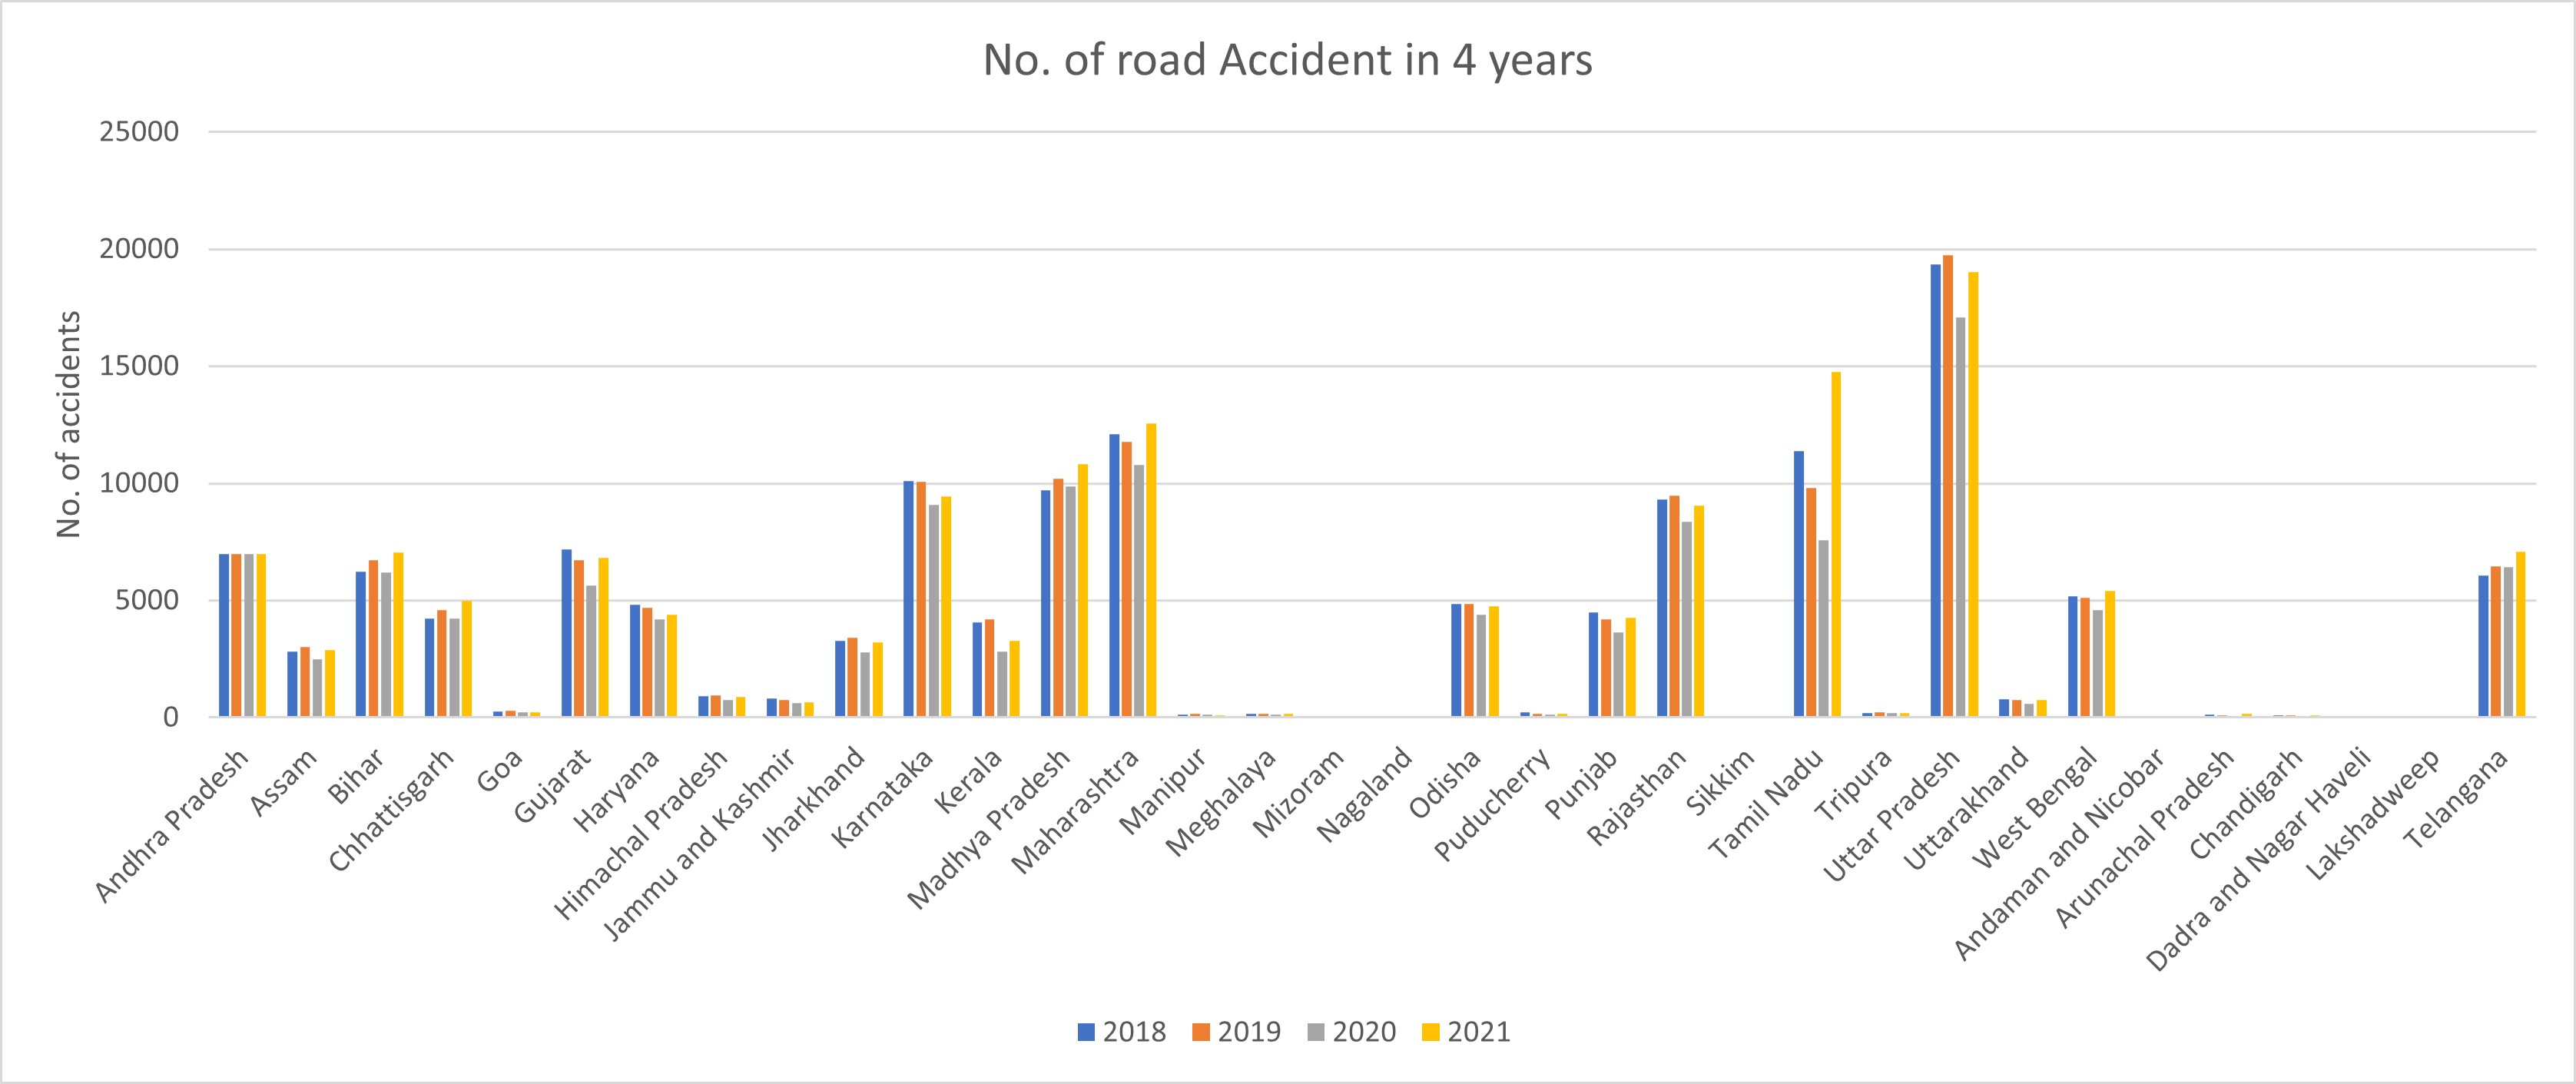 No. of road Accident in 4 years
25000
20000
15000
10000
5000
0
No. of accidents
Andhra Pradesh
Assam
Bihar
Chhattisgarh
Goa
Gujarat
Haryana
Himachal Pradesh
Jammu and Kashmir
Jharkhand
Karnataka
Kerala
Madhya Pradesh
Maharashtra
Manipur
Meghalaya
Mizoram
Nagaland
Odisha
Puducherry
Punjab
Rajasthan
Sikkim
Tamil Nadu
Tripura
Uttar Pradesh
Uttarakhand
West Bengal
Andaman and Nicobar
Arunachal Pradesh
Chandigarh
Dadra and Nagar Haveli
Lakshadweep
Telangana
2018 2019 2020 2021